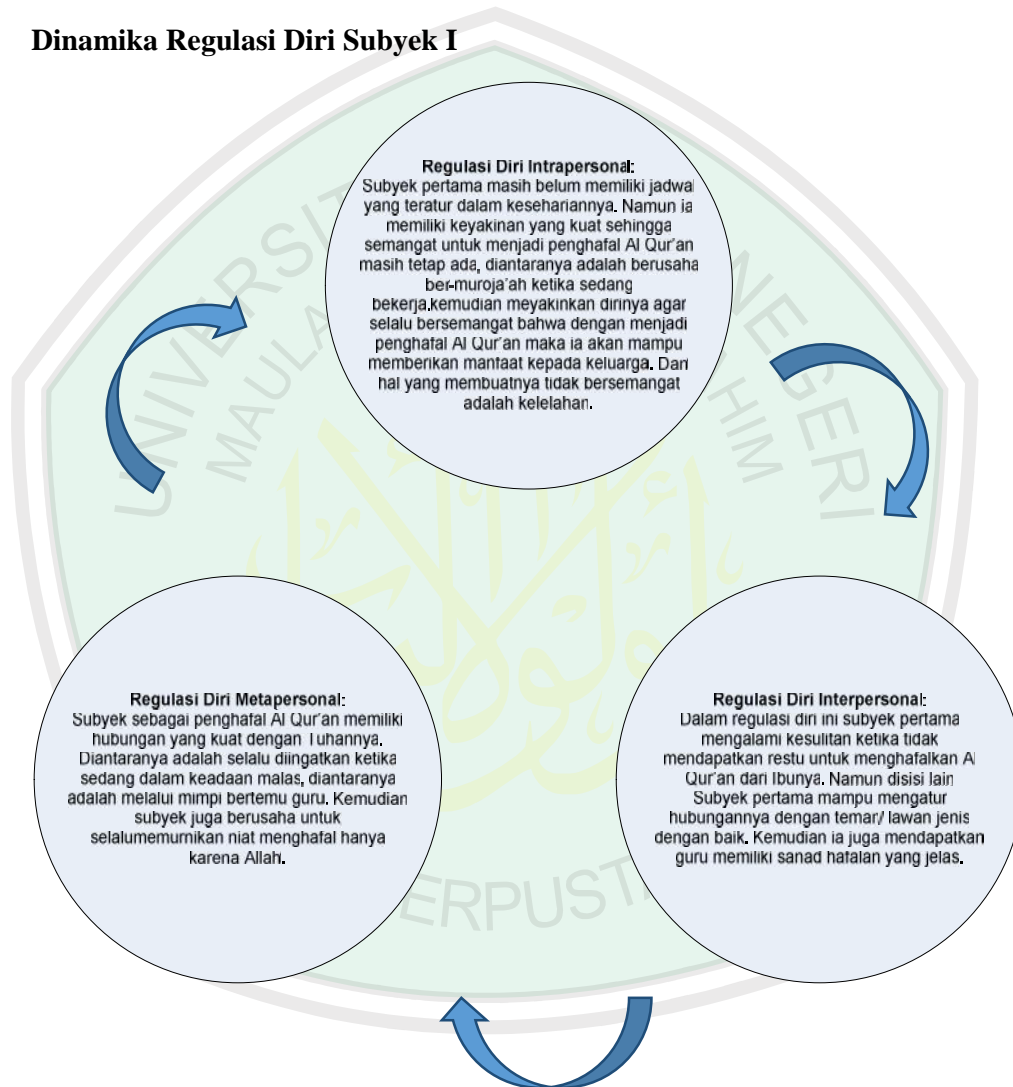 Dinamika Regulasi Diri Subyek I
Regulasi Diri Intrapersonal:
Subyek pertama masih belum memiliki jadwal
yang teratur dalam kesehariannya. Namun ia
memiliki keyakinan yang kuat sehingga
semangat untuk menjadi penghafal Al Qur'an
masih tetap ada, diantaranya adalah berusaha
ber-muroja'ah ketika sedang
bekerja.kemudian meyakinkan dirinya agar
selalu bersemangat bahwa dengan menjadi
penghafal Al Qur'an maka ia akan mampu
memberikan manfaat kepada keluarga. Dan
hal yang membuatnya tidak bersemangat
adalah kelelahan.
Regulasi Diri Metapersonal:
Subyek sebagai penghafal Al Qur'an memiliki
hubungan yang kuat dengan Tuhannya.
Diantaranya adalah selalu diingatkan ketika
sedang dalam keadaan malas, diantaranya
adalah melalui mimpi bertemu guru. Kemudian
subyek juga berusaha untuk
selalumemurnikan niat menghafal hanya
karena Allah.
Regulasi Diri Interpersonal:
Dalam regulasi diri ini subyek pertama
mengalami kesulitan ketika tidak
mendapatkan restu untuk menghafalkan Al
Qur'an dari Ibunya. Namun disisi lain
Subyek pertama mampu mengatur
hubungannya dengan teman/ lawan jenis
dengan baik. Kemudian ia juga mendapatkan
guru memiliki sanad hafalan yang jelas.
UNIVERSIT NEGERI
MAULA HIM
ERPUST